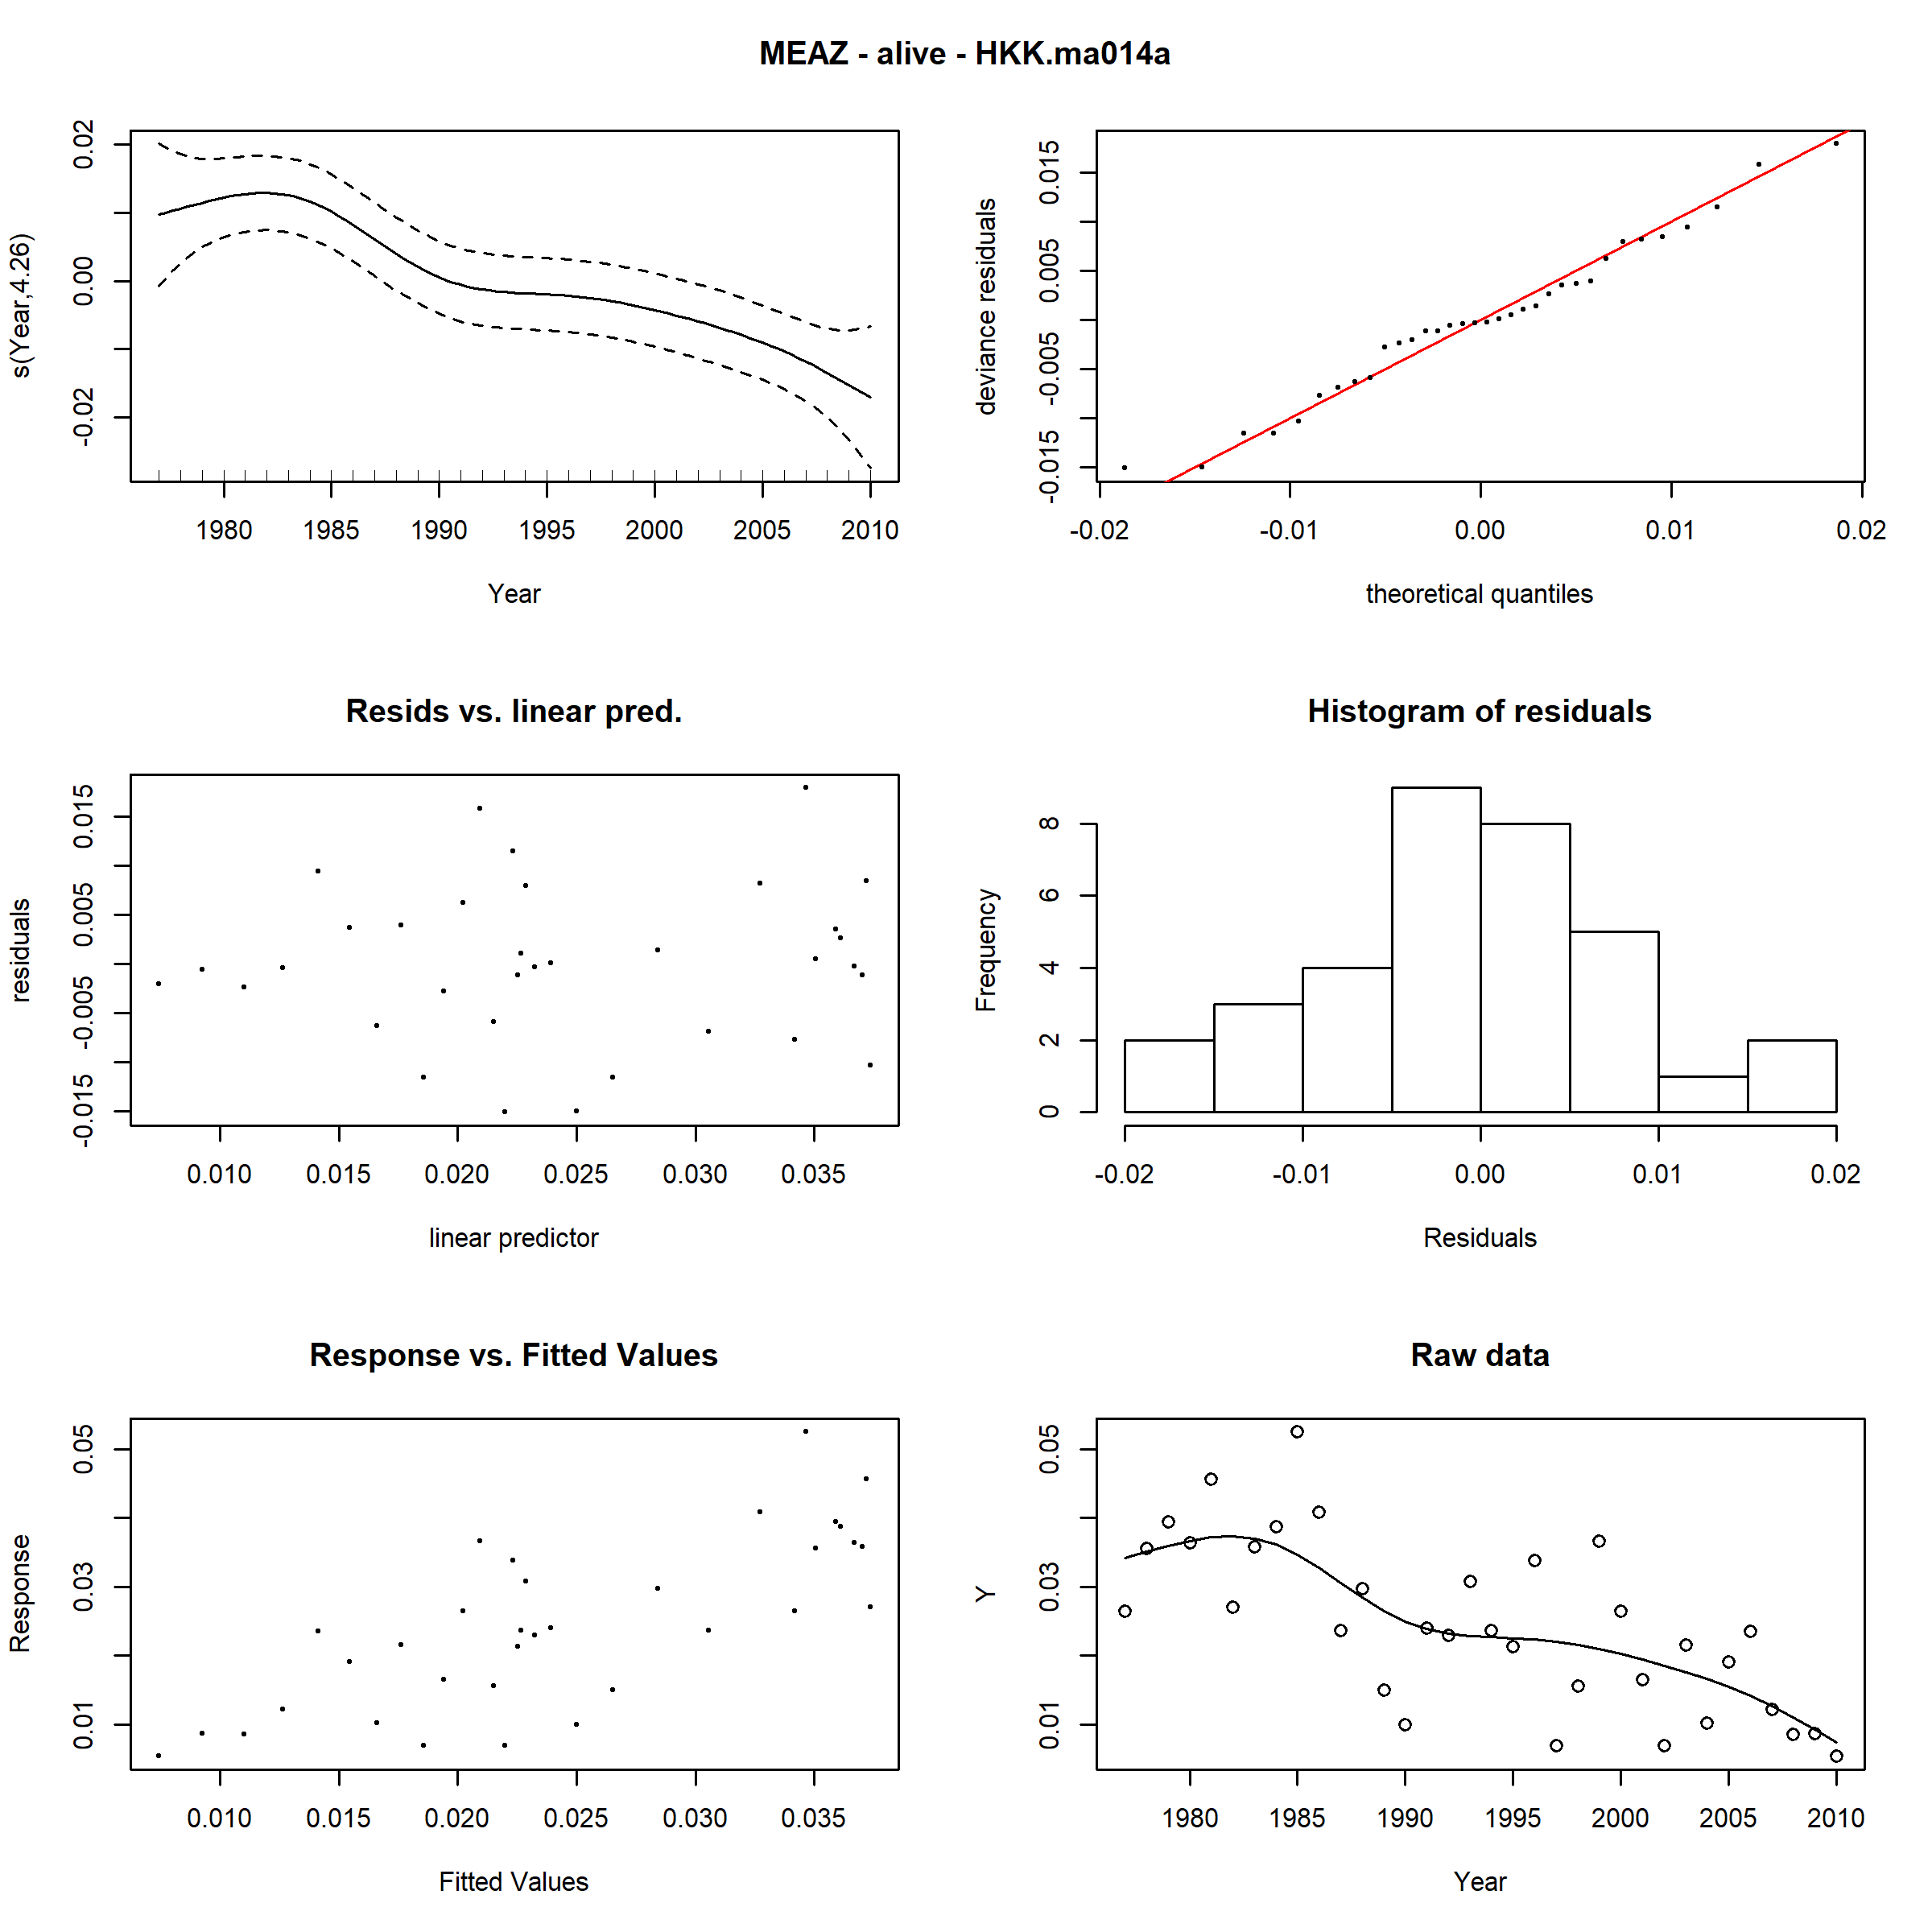 MEAZ - alive - HKK.ma014a
s(Year,4.26)
-0.02 0.00 0.02
1980 1985 1990 1995 2000 2005 2010
Year
deviance residuals
-0.015 -0.005 0.005 0.015
-0.02 -0.01 0.00 0.01 0.02
theoretical quantiles
Resids vs. linear pred.
residuals
-0.015 -0.005 0.005 0.015
0.010 0.015 0.020 0.025 0.030 0.035
linear predictor
Histogram of residuals
Frequency
0 2 4 6 8
-0.02 -0.01 0.00 0.01 0.02
Residuals
Response vs. Fitted Values
Response
0.01 0.03 0.05
0.010 0.015 0.020 0.025 0.030 0.035
Fitted Values
Raw data
Y
0.01 0.03 0.05
1980 1985 1990 1995 2000 2005 2010
Year